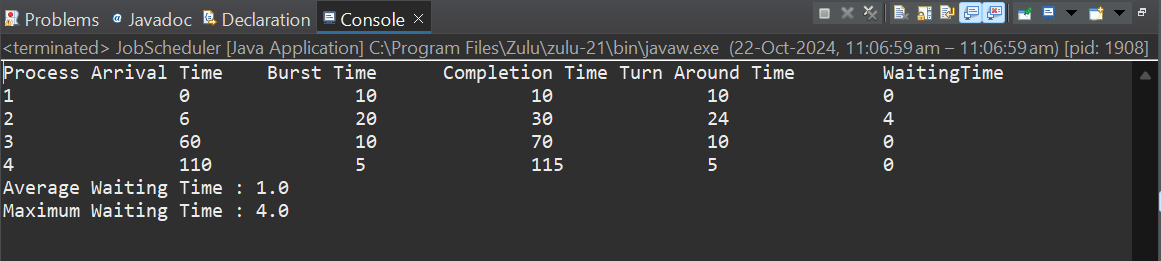 Problems @ Javadoc Declaration Console ×
<terminated> JobScheduler [Java Application] C:\Program Files\Zulu\zulu-21\bin\javaw.exe (22-Oct-2024, 11:06:59 am – 11:06:59 am) [pid: 1908]
Process Arrival Time Burst Time Completion Time Turn Around Time WaitingTime
1 0 10 10 10 0
2 6 20 30 24 4
3 60 10 70 10 0
4 110 5 115 5 0
Average Waiting Time : 1.0
Maximum Waiting Time : 4.0